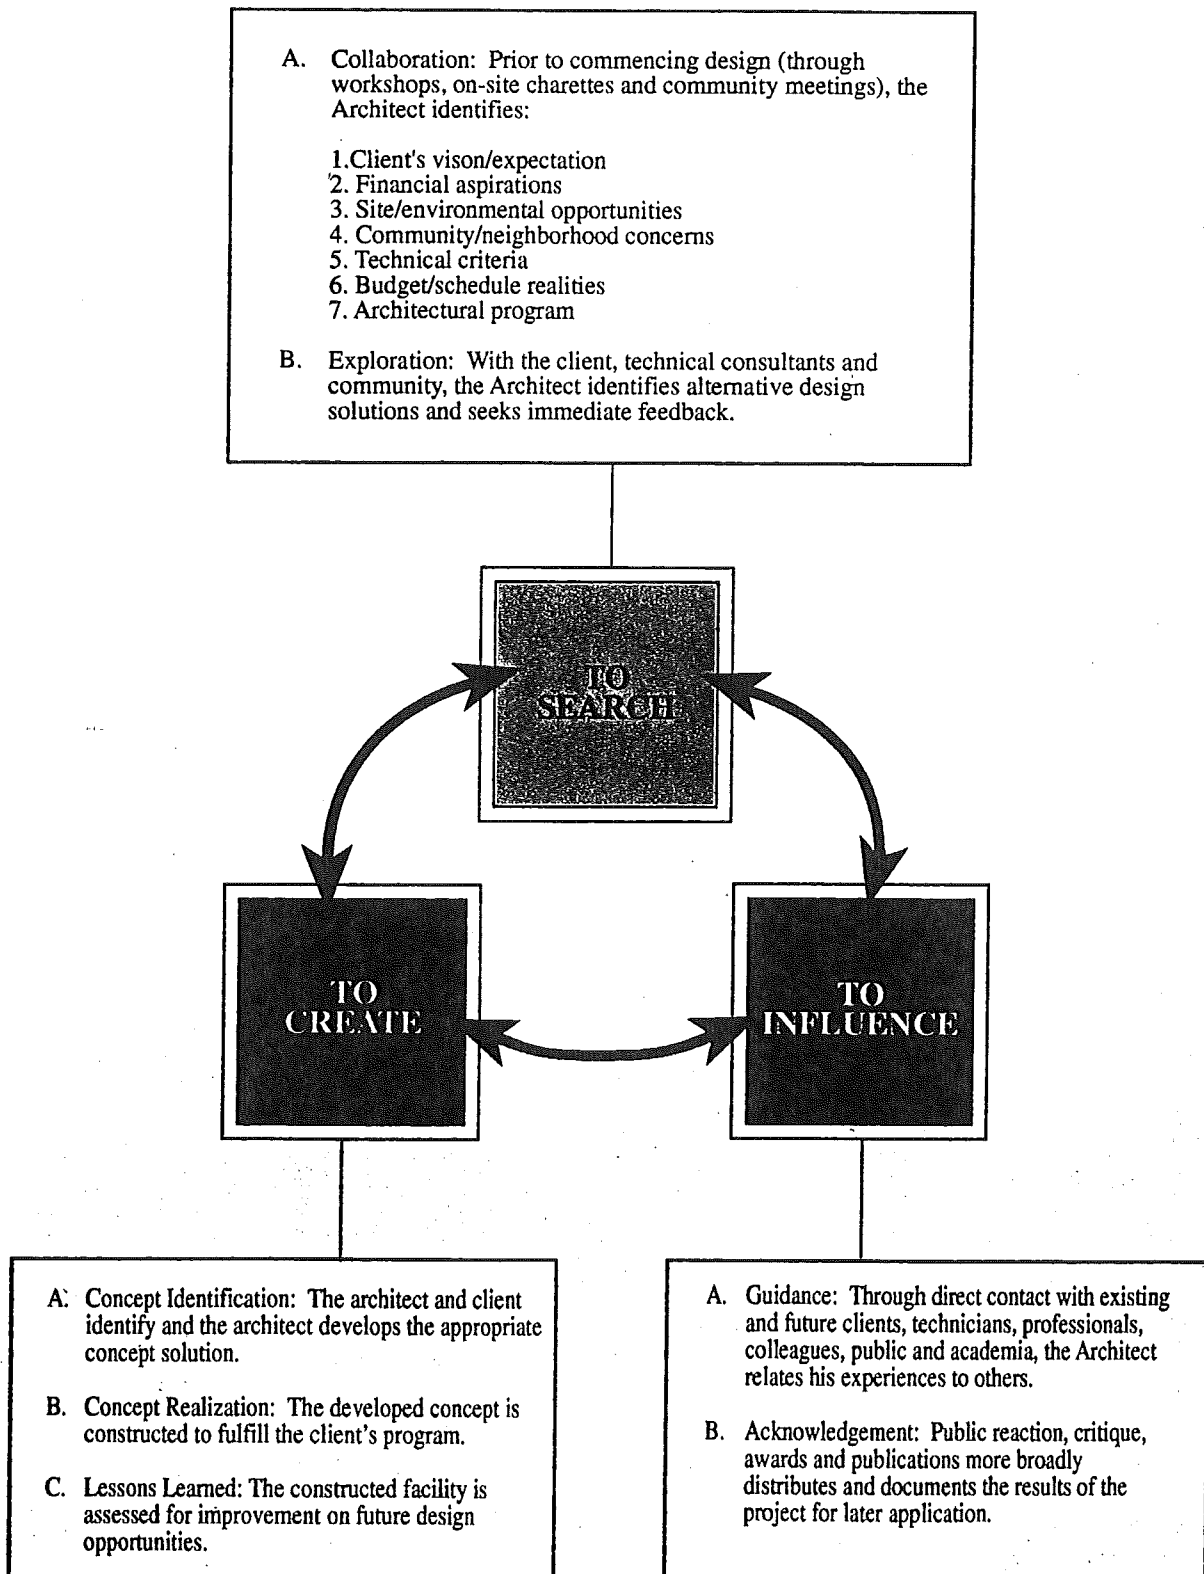 A. Collaboration: Prior to commencing design (through
workshops, on-site charettes and community meetings), the
Architect identifies:
1.Client's vison/expectation
2. Financial aspirations
3. Site/environmental opportunities
4. Community/neighborhood concerns
5. Technical criteria
6. Budget/schedule realities
7. Architectural program
B. Exploration: With the client, technical consultants and
community, the Architect identifies alternative design
solutions and seeks immediate feedback.
TO
SEARCH
TO
CREATE
TO
INFLUENCE
A. Concept Identification: The architect and client
identify and the architect develops the appropriate
concept solution.
B. Concept Realization: The developed concept is
constructed to fulfill the client's program.
C. Lessons Learned: The constructed facility is
assessed for improvement on future design
opportunities.
A. Guidance: Through direct contact with existing
and future clients, technicians, professionals,
colleagues, public and academia, the Architect
relates his experiences to others.
B. Acknowledgement: Public reaction, critique,
awards and publications more broadly
distributes and documents the results of the
project for later application.